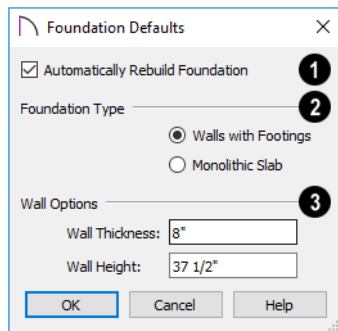 Foundation Defaults
Automatically Rebuild Foundation 1
Foundation Type 2
Walls with Footings
Monolithic Slab
Wall Options 3
Wall Thickness: 8"
Wall Height: 37 1/2"
OK Cancel Help